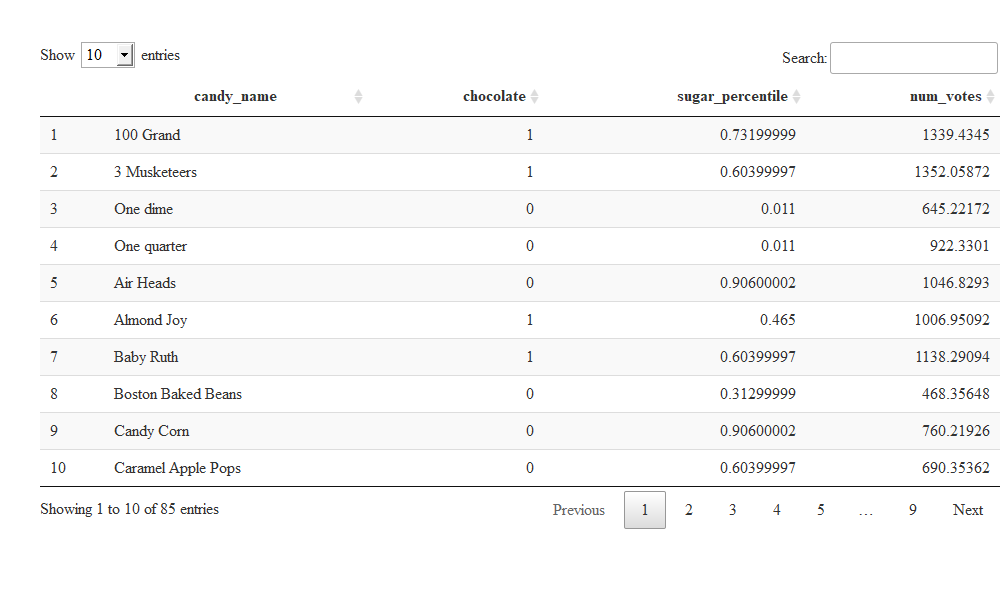 Show 10 entries Search:
candy_name chocolate sugar_percentile num_votes
1 100 Grand 1 0.73199999 1339.4345
2 3 Musketeers 1 0.60399997 1352.05872
3 One dime 0 0.011 645.22172
4 One quarter 0 0.011 922.3301
5 Air Heads 0 0.90600002 1046.8293
6 Almond Joy 1 0.465 1006.95092
7 Baby Ruth 1 0.60399997 1138.29094
8 Boston Baked Beans 0 0.31299999 468.35648
9 Candy Corn 0 0.90600002 760.21926
10 Caramel Apple Pops 0 0.60399997 690.35362
Showing 1 to 10 of 85 entries Previous 1 2 3 4 5 … 9 Next